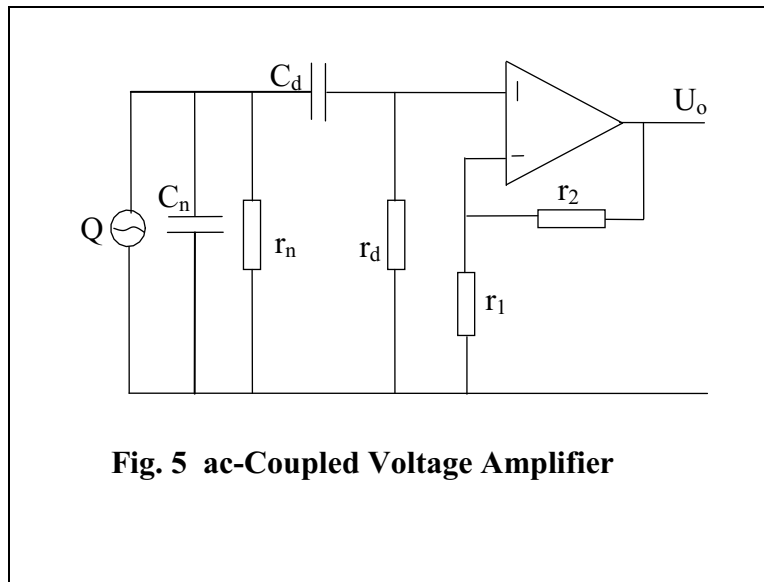 C_d
U_o
C_n
r_2
Q
r_n
r_d
r_1
Fig. 5 ac-Coupled Voltage Amplifier